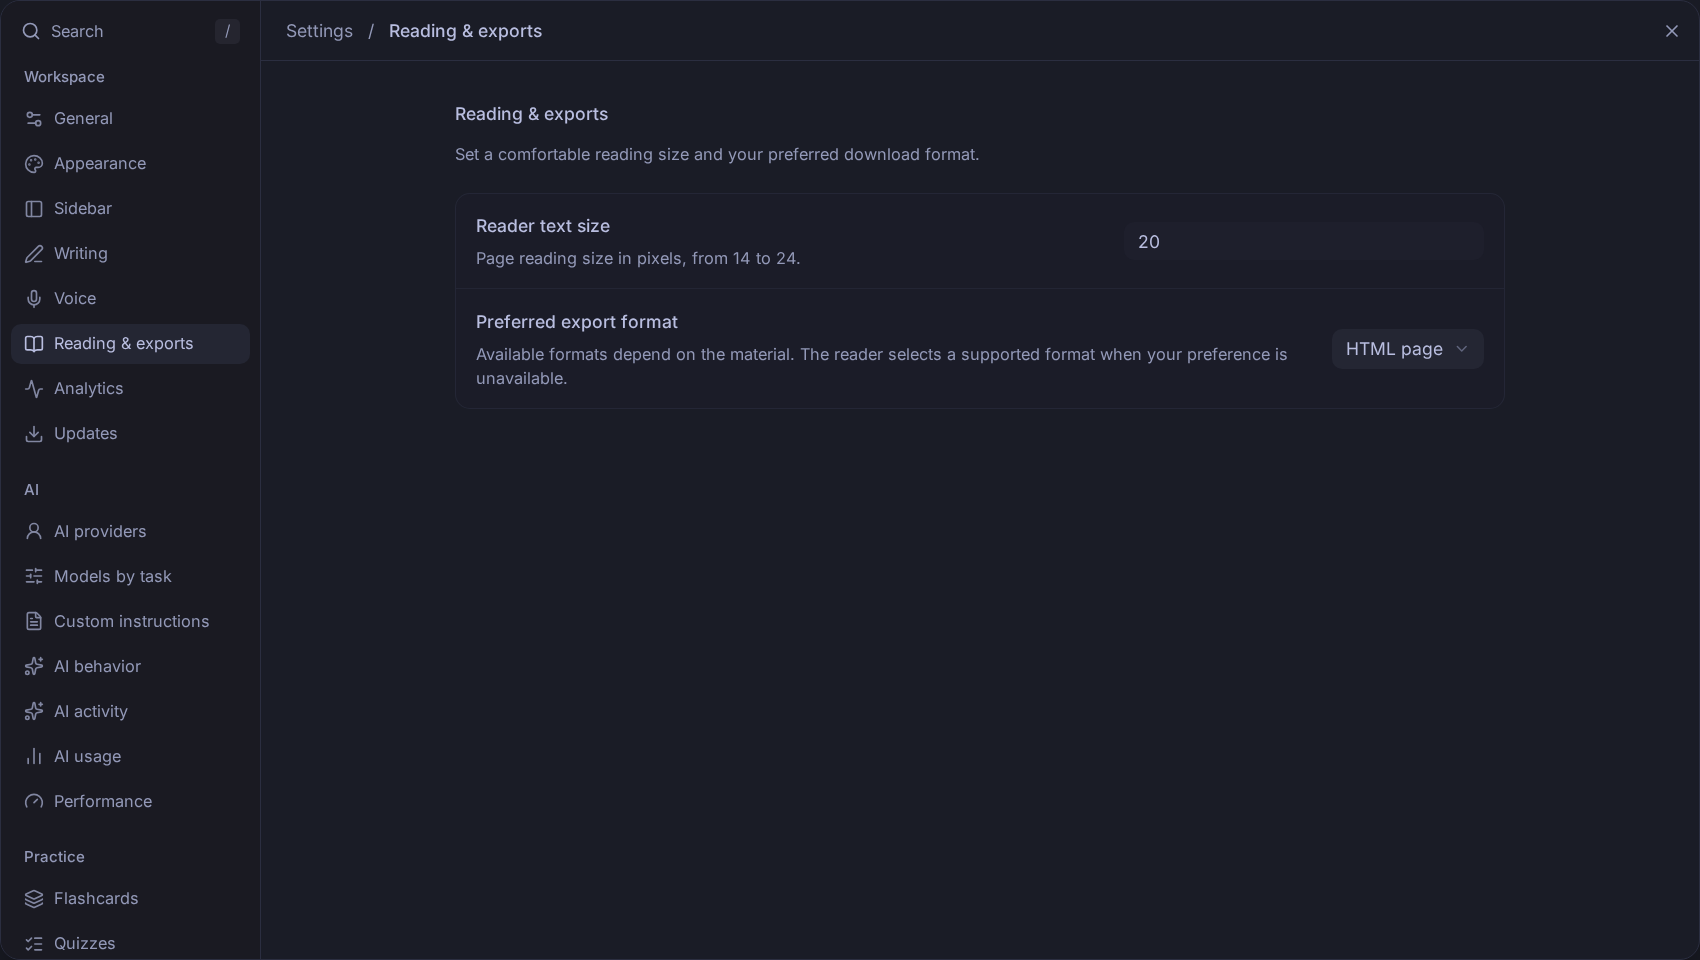 Search
/
Workspace
General
Appearance
Sidebar
Writing
Voice
Reading & exports
Analytics
Updates
AI
AI providers
Models by task
Custom instructions
AI behavior
AI activity
AI usage
Performance
Practice
Flashcards
Quizzes
Settings / Reading & exports
Reading & exports
Set a comfortable reading size and your preferred download format.
Reader text size
Page reading size in pixels, from 14 to 24.
20
Preferred export format
Available formats depend on the material. The reader selects a supported format when your preference is
unavailable.
HTML page